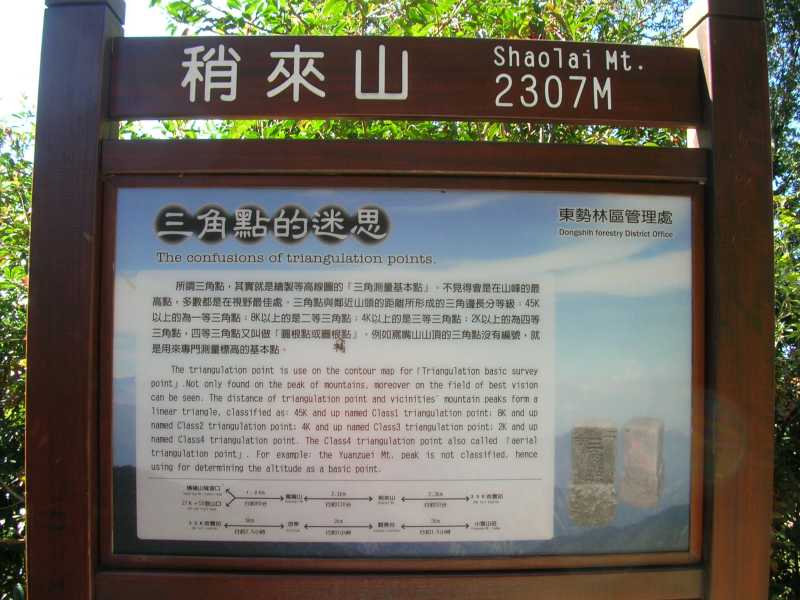 稍來山
Shaolai Mt.
2307M
三角點的迷思
The confusions of triangulation points.
東勢林區管理處
Dongshih forestry District Office
所謂三角點，其實就是繪製等高線圖的「三角測量基本點」。不見得會是在山峰的最
高點，多數都是在視野最佳處。三角點與鄰近山頭的距離所形成的三角邊長分等級：45K
以上的為一等三角點；8K以上的是二等三角點；4K以上的是三等三角點；2K以上的為四等
三角點，四等三角點又叫做「圖根點或圖根點」。例如鳶嘴山山頂的三角點沒有編號，就
是用來專門測量標高的基本點。
The triangulation point is use on the contour map for「Triangulation basic survey
point」.Not only found on the peak of mountains, moreover on the field of best vision
can be seen. The distance of triangulation point and vicinities' mountain peaks form a
linear triangle, classified as: 45K and up named Class1 triangulation point; 8K and up
named Class2 triangulation point; 4K and up named Class3 triangulation point; 2K and up
named Class4 triangulation point. The Class4 triangulation point also called「aerial
triangulation point」. For example: the Yuanzuei Mt. peak is not classified, hence
using for determining the altitude as a basic point.